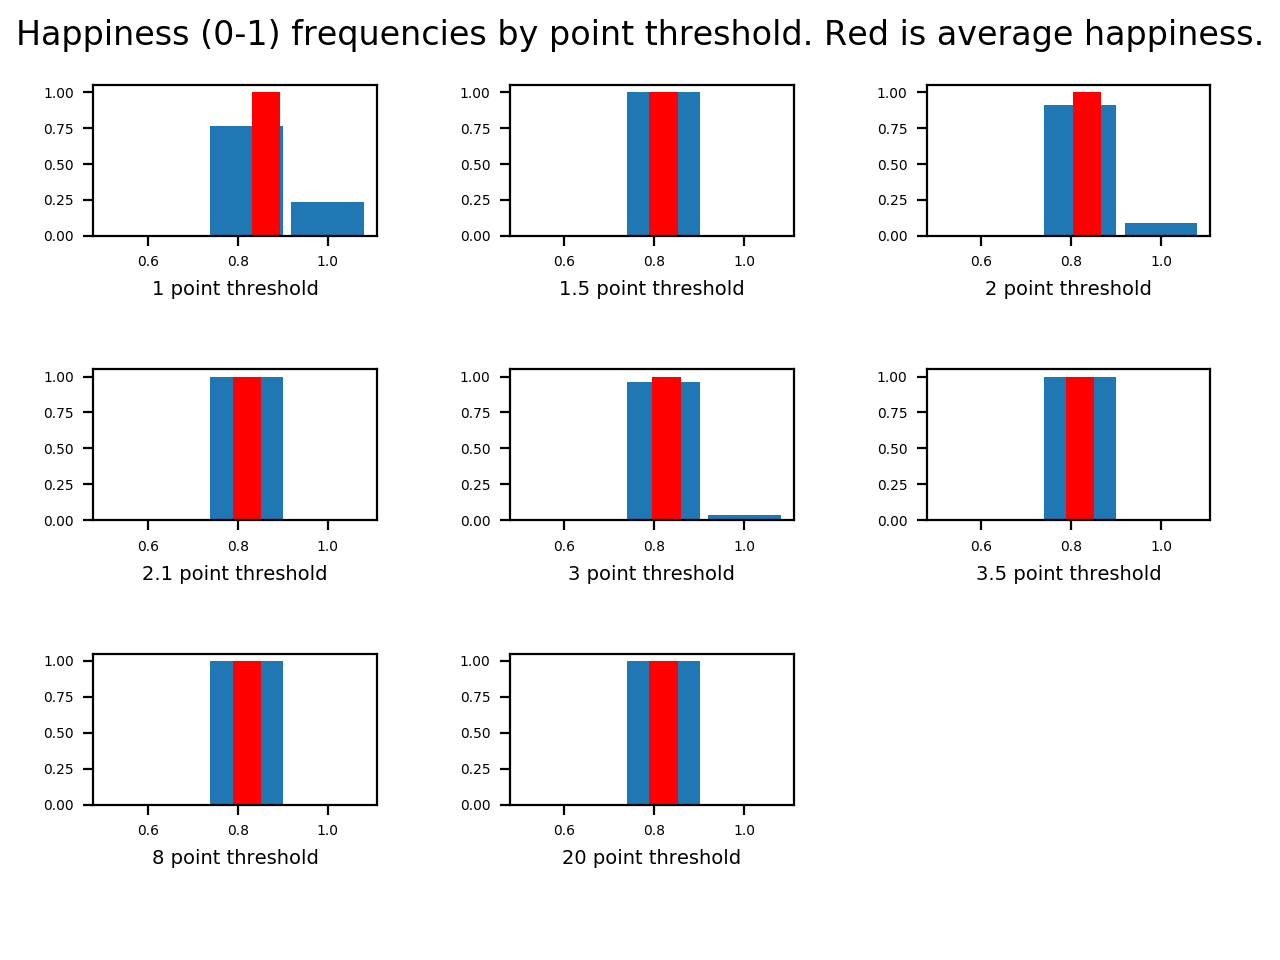 Happiness (0-1) frequencies by point threshold. Red is average happiness.
1.00 1.00 1.00
0.75 0.75 0.75
0.50 0.50 0.50
0.25 0.25 0.25
0.00 0.00 0.00
0.6 0.8 1.0 0.6 0.8 1.0 0.6 0.8 1.0
1 point threshold 1.5 point threshold 2 point threshold
1.00 1.00 1.00
0.75 0.75 0.75
0.50 0.50 0.50
0.25 0.25 0.25
0.00 0.00 0.00
0.6 0.8 1.0 0.6 0.8 1.0 0.6 0.8 1.0
2.1 point threshold 3 point threshold 3.5 point threshold
1.00 1.00
0.75 0.75
0.50 0.50
0.25 0.25
0.00 0.00
0.6 0.8 1.0 0.6 0.8 1.0
8 point threshold 20 point threshold